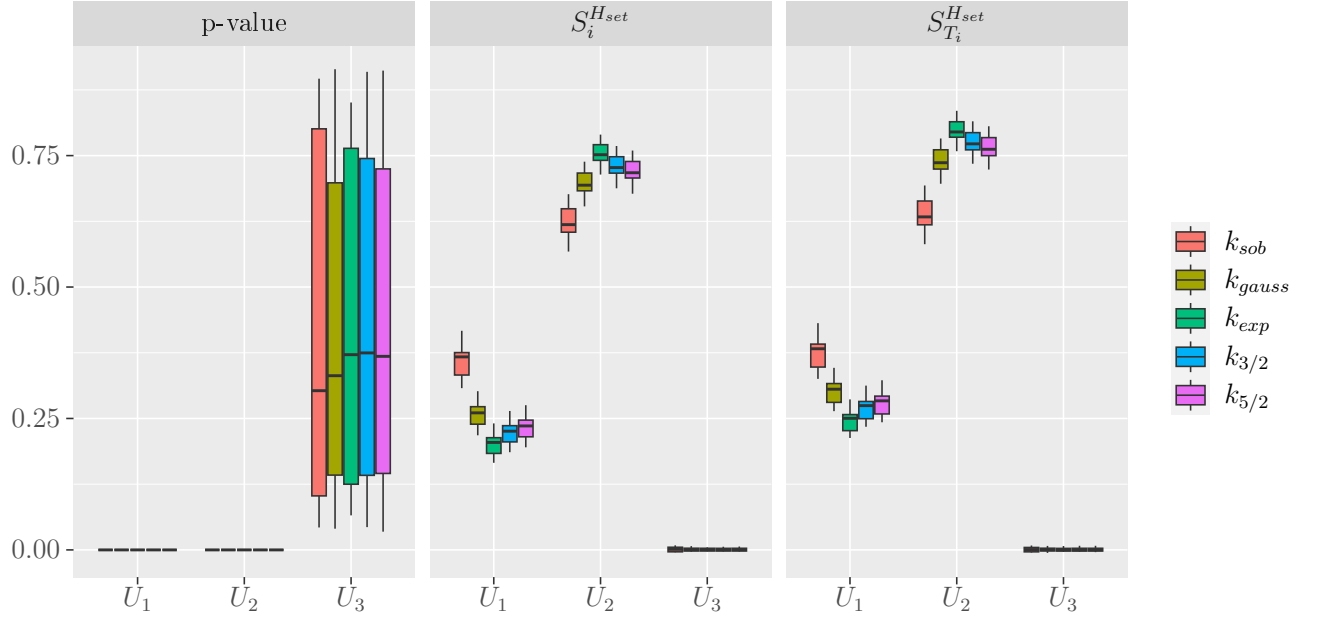 p-value
$S_i^{H_{set}}$
$S_{T_i}^{H_{set}}$
0.75
0.50
0.25
0.00
$U_1$ $U_2$ $U_3$
$U_1$ $U_2$ $U_3$
$U_1$ $U_2$ $U_3$
$k_{sob}$
$k_{gauss}$
$k_{exp}$
$k_{3/2}$
$k_{5/2}$